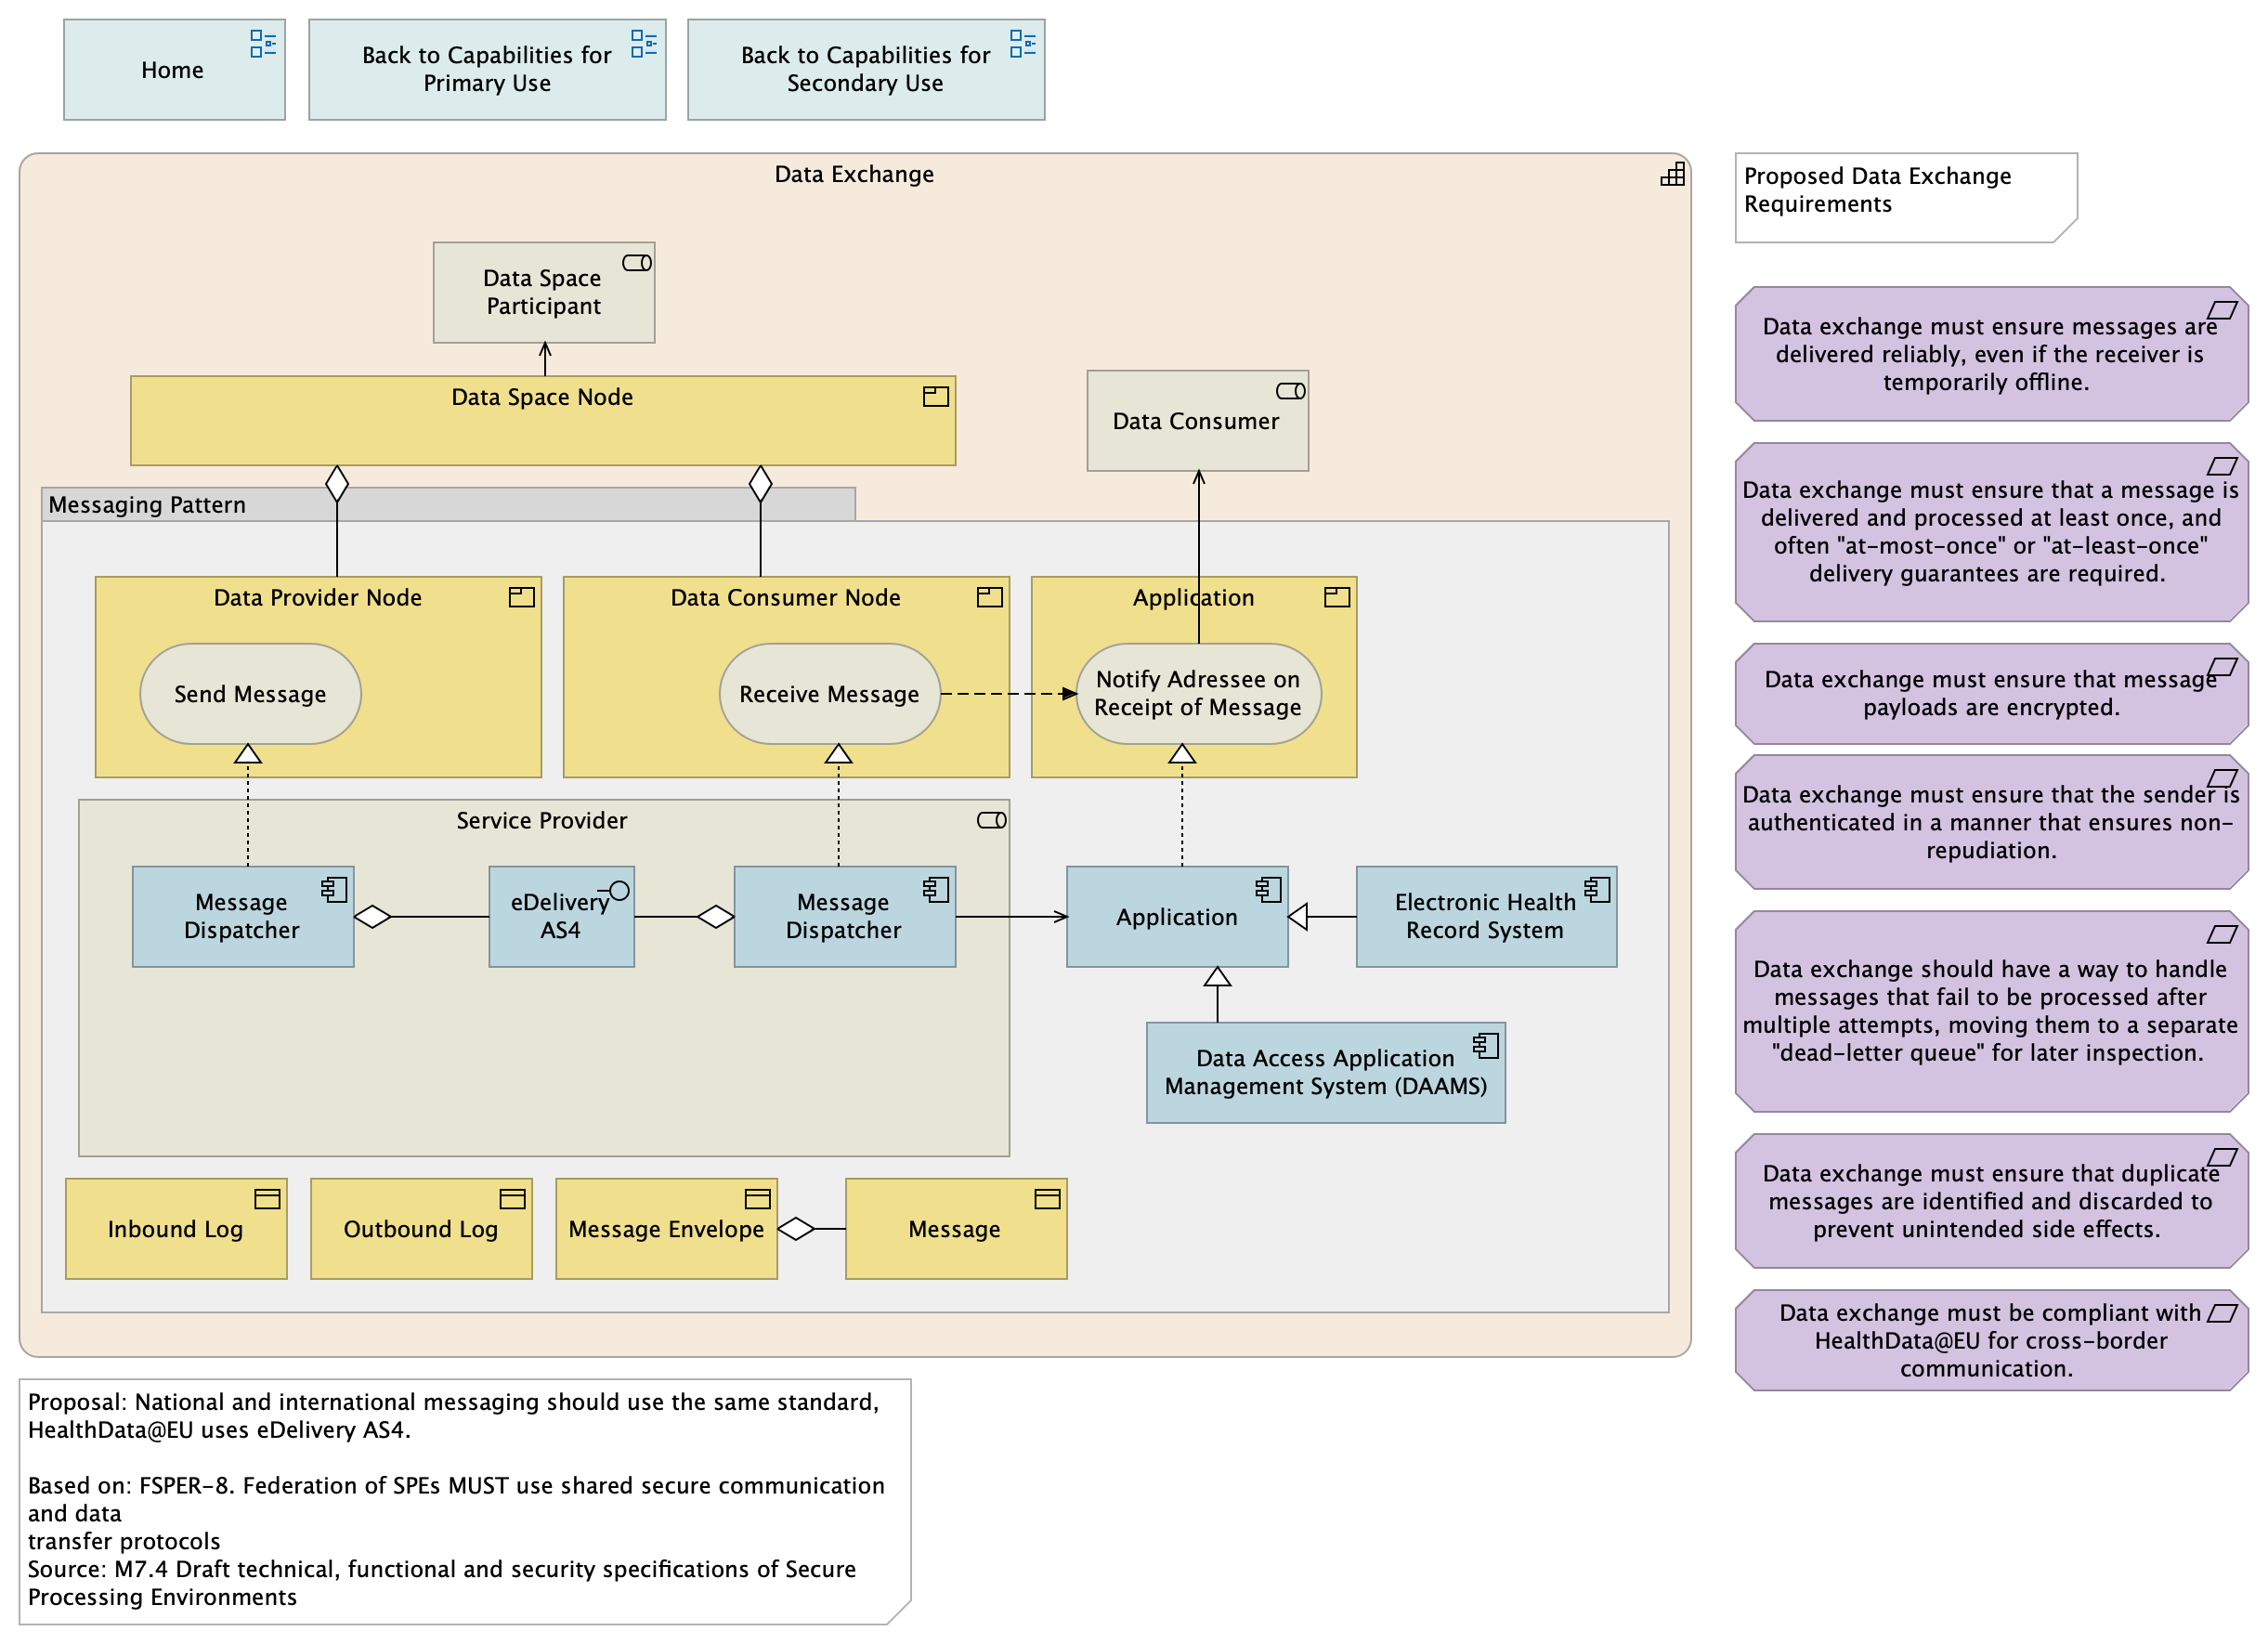 Home
Back to Capabilities for
Primary Use
Back to Capabilities for
Secondary Use
Data Exchange
Data Space
Participant
Data Space Node
Data Consumer
Messaging Pattern
Data Provider Node
Data Consumer Node
Application
Send Message
Receive Message
Notify Adressee on
Receipt of Message
Service Provider
Message
Dispatcher
eDelivery
AS4
Message
Dispatcher
Application
Electronic Health
Record System
Data Access Application
Management System (DAAMS)
Inbound Log
Outbound Log
Message Envelope
Message
Proposal: National and international messaging should use the same standard,
HealthData@EU uses eDelivery AS4.
Based on: FSPER-8. Federation of SPEs MUST use shared secure communication
and data
transfer protocols
Source: M7.4 Draft technical, functional and security specifications of Secure
Processing Environments
Proposed Data Exchange
Requirements
Data exchange must ensure messages are
delivered reliably, even if the receiver is
temporarily offline.
Data exchange must ensure that a message is
delivered and processed at least once, and
often "at-most-once" or "at-least-once"
delivery guarantees are required.
Data exchange must ensure that message
payloads are encrypted.
Data exchange must ensure that the sender is
authenticated in a manner that ensures non-
repudiation.
Data exchange should have a way to handle
messages that fail to be processed after
multiple attempts, moving them to a separate
"dead-letter queue" for later inspection.
Data exchange must ensure that duplicate
messages are identified and discarded to
prevent unintended side effects.
Data exchange must be compliant with
HealthData@EU for cross-border
communication.